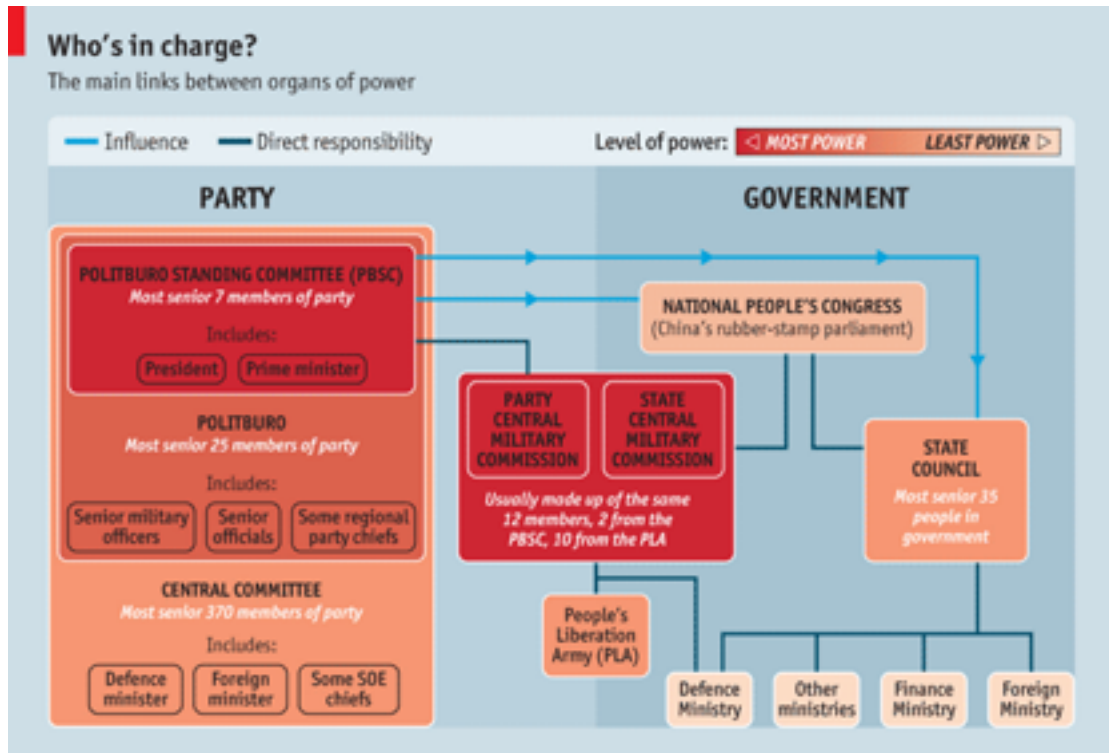 Who's in charge?
The main links between organs of power
Influence
Direct responsibility
Level of power:
◁ MOST POWER
LEAST POWER ▷
PARTY
GOVERNMENT
POLITBURO STANDING COMMITTEE (PBSC)
Most senior 7 members of party
Includes:
President
Prime minister
POLITBURO
Most senior 25 members of party
Includes:
Senior military
officers
Senior
officials
Some regional
party chiefs
CENTRAL COMMITTEE
Most senior 370 members of party
Includes:
Defence
minister
Foreign
minister
Some SOE
chiefs
NATIONAL PEOPLE'S CONGRESS
(China's rubber-stamp parliament)
PARTY
CENTRAL
MILITARY
COMMISSION
STATE
CENTRAL
MILITARY
COMMISSION
Usually made up of the same
12 members, 2 from the
PBSC, 10 from the PLA
STATE
COUNCIL
Most senior 35
people in
government
People's
Liberation
Army (PLA)
Defence
Ministry
Other
ministries
Finance
Ministry
Foreign
Ministry